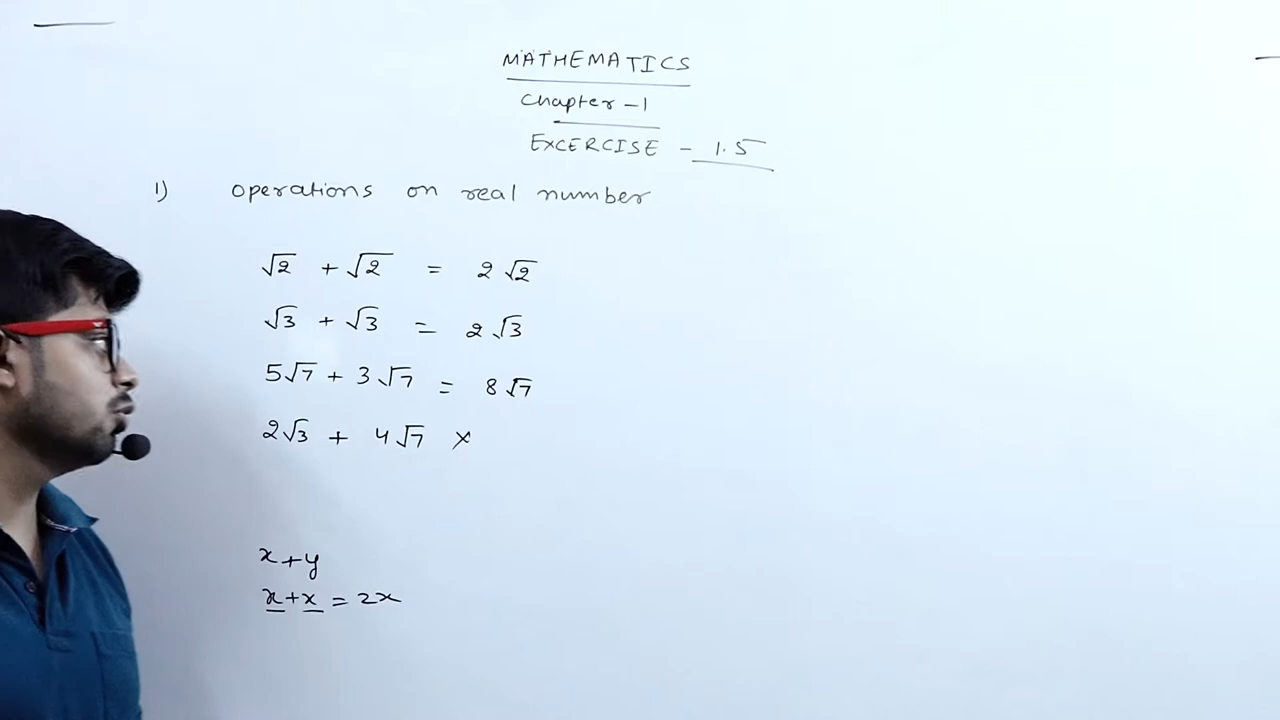 MATHEMATICS
Chapter - 1
EXCERCISE - 1.5
1) operations on real number
√2 + √2 = 2√2
√3 + √3 = 2√3
5√7 + 3√7 = 8√7
2√3 + 4√7 ×
x+y
x+x = 2x